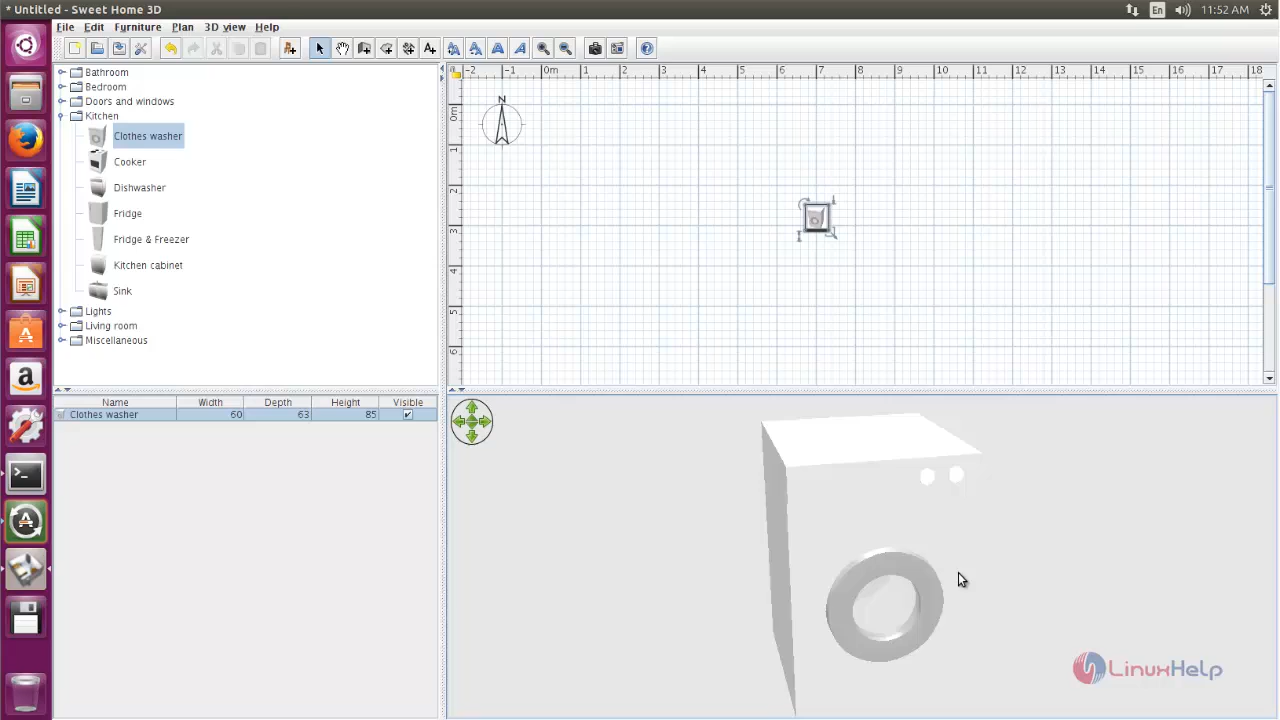 * Untitled - Sweet Home 3D
En
11:52 AM
File Edit Furniture Plan 3D view Help
-2 -1 0m 1 2 3 4 5 6 7 8 9 10 11 12 13 14 15 16 17 18
Bathroom
Bedroom
Doors and windows
Kitchen
Clothes washer
Cooker
Dishwasher
Fridge
Fridge & Freezer
Kitchen cabinet
Sink
Lights
Living room
Miscellaneous
N
0m
1
2
3
4
5
6
Name Width Depth Height Visible
Clothes washer 60 63 85
LinuxHelp